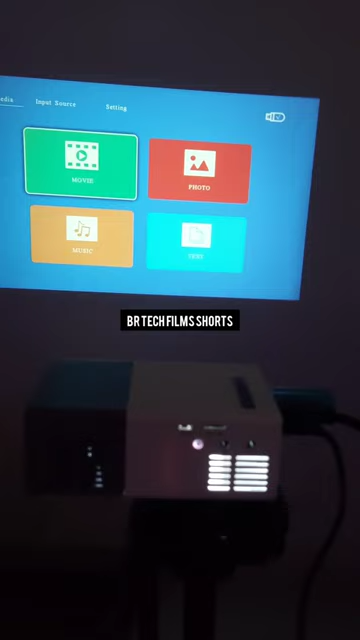 edia Input Source Setting
MOVIE
PHOTO
MUSIC
TEXT
BR TECH FILMS SHORTS